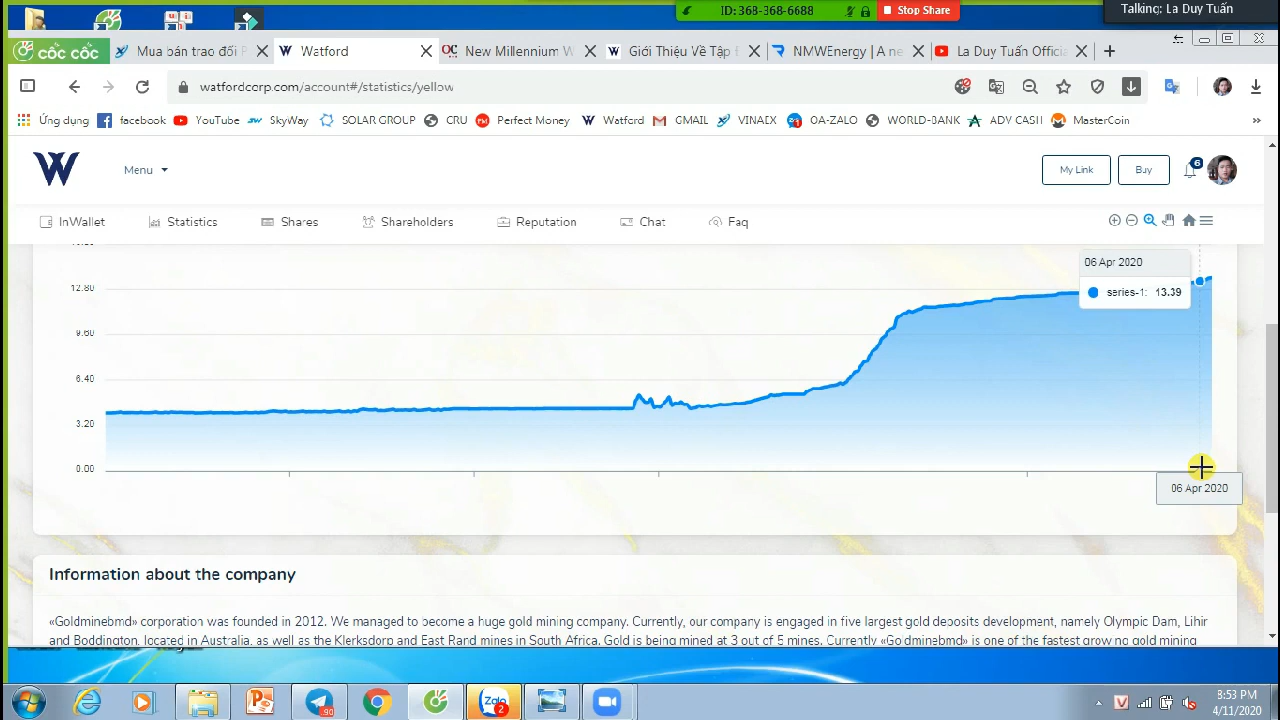 ID: 368-368-6688
Stop Share
Talking: La Duy Tuấn
cốc cốc
Mua bán trao đổi
Watford
New Millennium W
Giới Thiệu Về Tập
NMWEnergy | A ne
La Duy Tuấn Officia
watfordcorp.com/account#/statistics/yellow
Ứng dụng facebook YouTube SkyWay SOLAR GROUP CRU Perfect Money Watford GMAIL VINAEX OA-ZALO WORLD-BANK ADV CASH MasterCoin »
W Menu My Link Buy 6
InWallet Statistics Shares Shareholders Reputation Chat Faq
06 Apr 2020
series-1: 13.39
12.80
9.60
6.40
3.20
0.00
06 Apr 2020
Information about the company
«Goldminebmd» corporation was founded in 2012. We managed to become a huge gold mining company. Currently, our company is engaged in five largest gold deposits development, namely Olympic Dam, Lihir
and Boddington, located in Australia, as well as the Klerksdorp and East Rand mines in South Africa. Gold is being mined at 3 out of 5 mines. Currently «Goldminebmd» is one of the fastest growing gold mining
90
Zalo
2
V
8:53 PM
4/11/2020